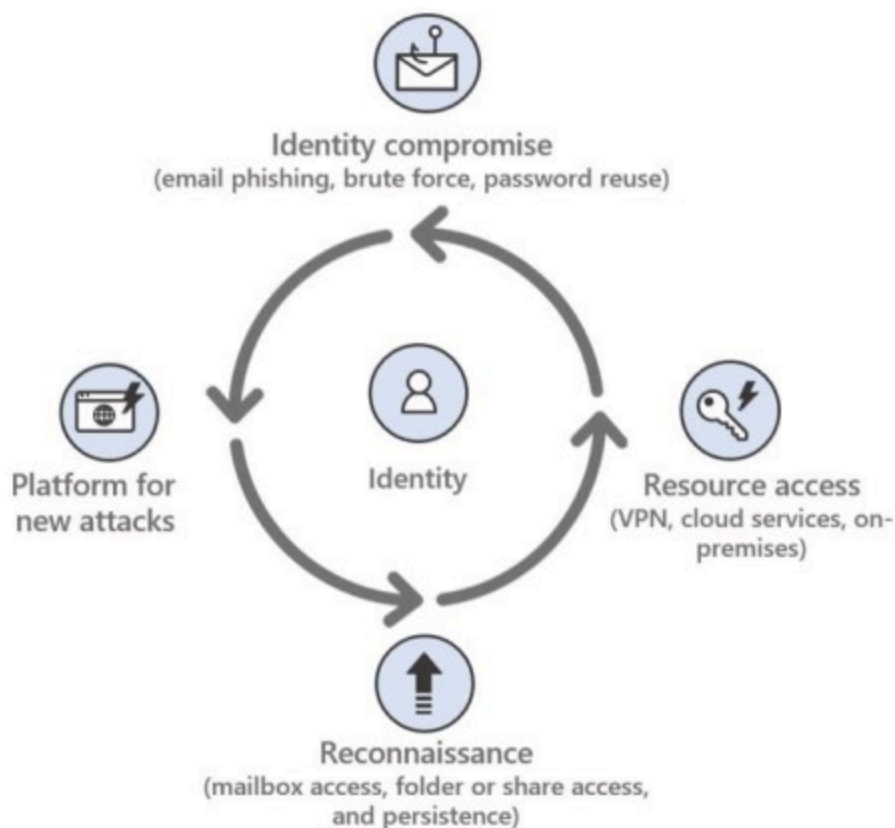 Identity compromise
(email phishing, brute force, password reuse)
Platform for
new attacks
Identity
Resource access
(VPN, cloud services, on-
premises)
Reconnaissance
(mailbox access, folder or share access,
and persistence)